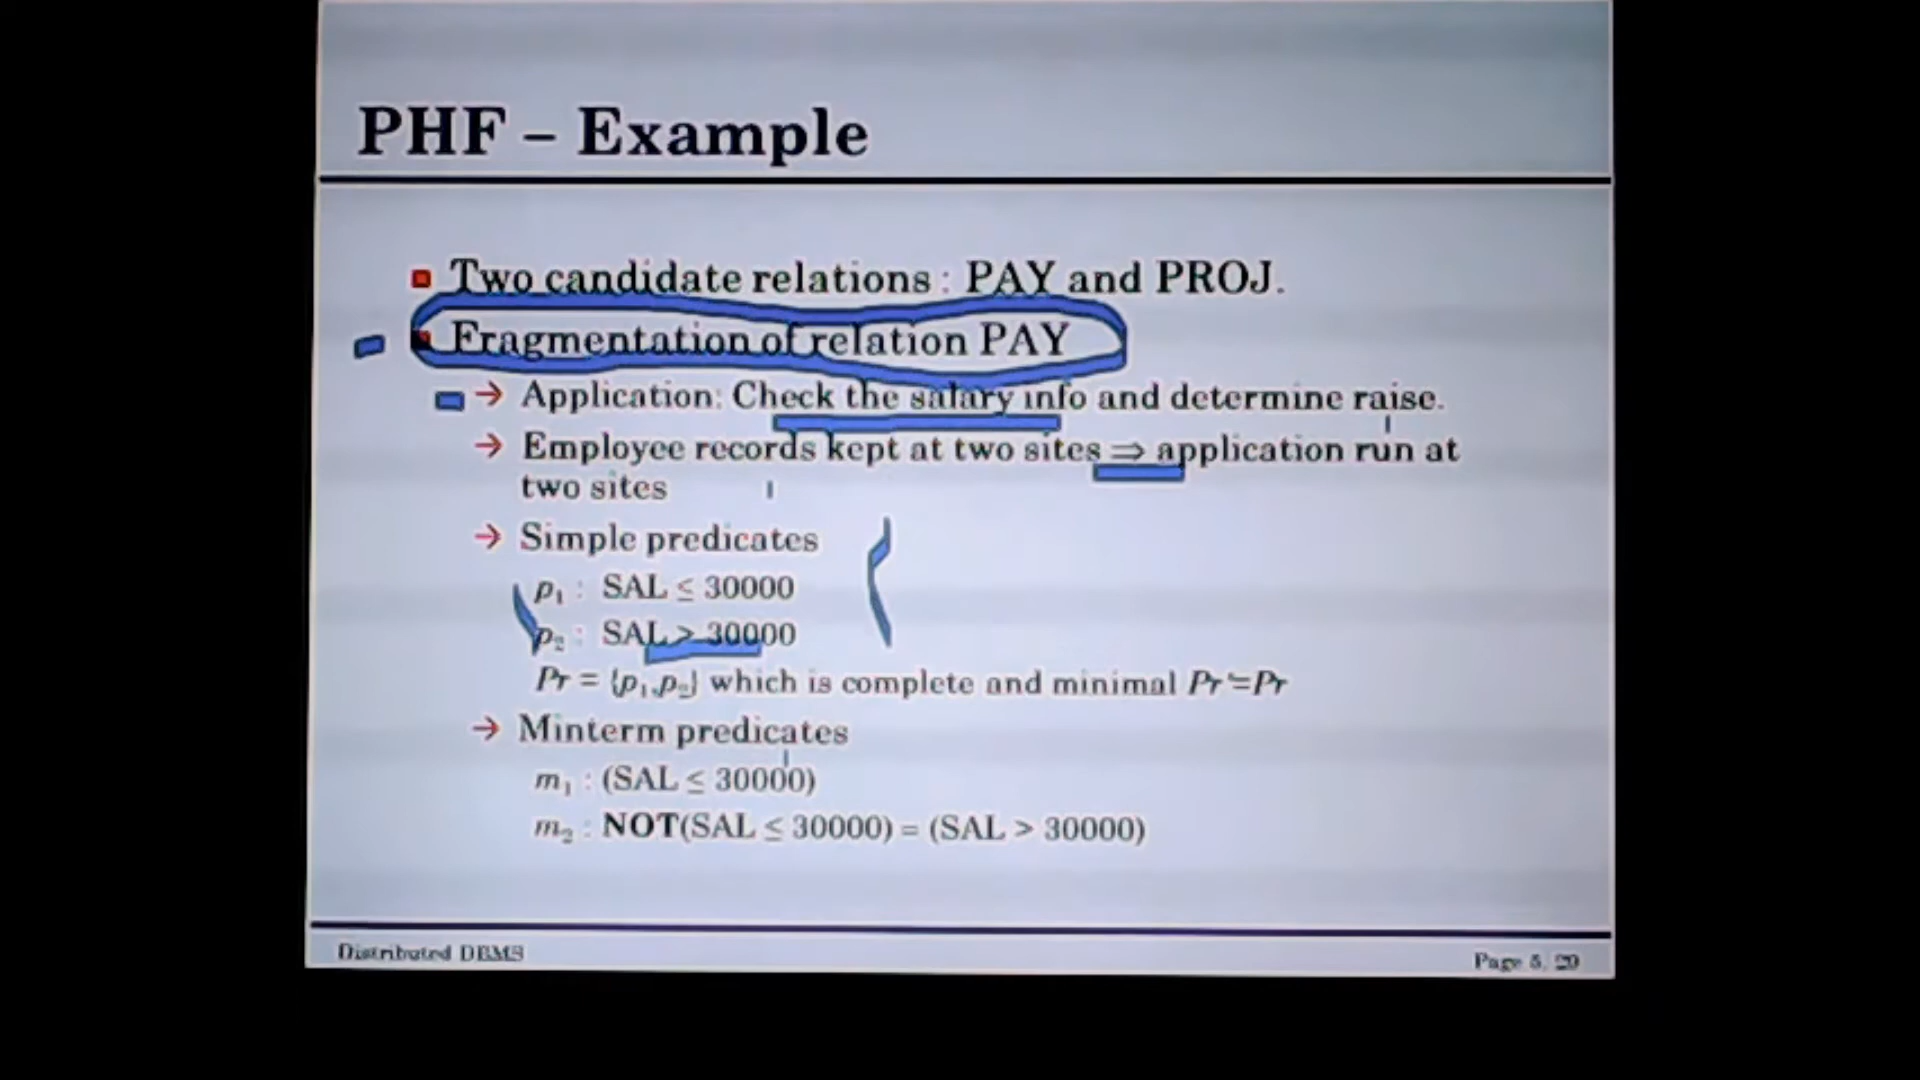 PHF – Example
Two candidate relations : PAY and PROJ.
Fragmentation of relation PAY
→ Application: Check the salary info and determine raise.
→ Employee records kept at two sites ⇒ application run at
two sites
→ Simple predicates
p₁ : SAL ≤ 30000
p₂ : SAL > 30000
Pr = {p₁,p₂} which is complete and minimal Pr'=Pr
→ Minterm predicates
m₁ : (SAL ≤ 30000)
m₂ : NOT(SAL ≤ 30000) = (SAL > 30000)
Distributed DBMS
Page 5. 20